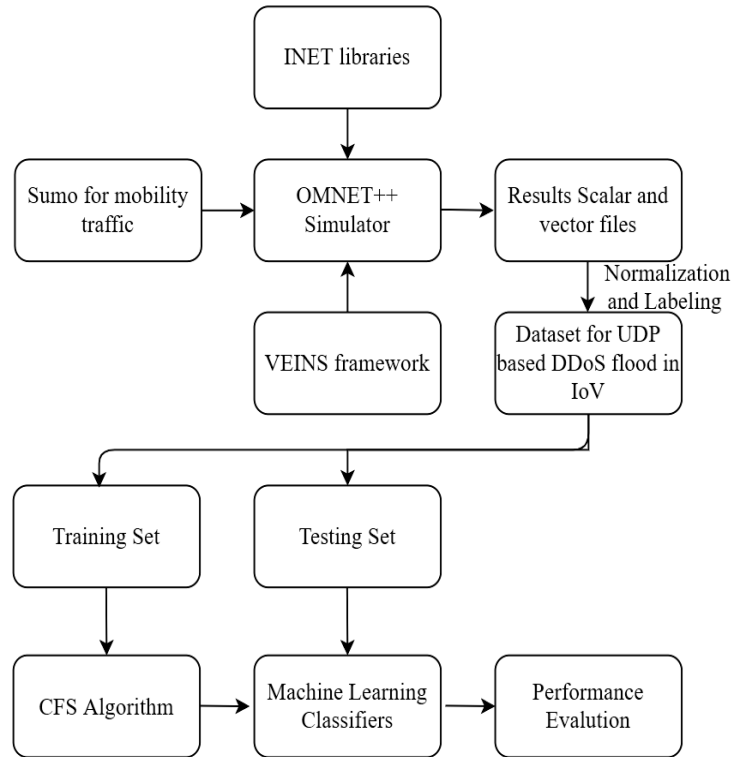 INET libraries
Sumo for mobility
traffic
OMNET++
Simulator
Results Scalar and
vector files
Normalization
and Labeling
VEINS framework
Dataset for UDP
based DDoS flood in
IoV
Training Set
Testing Set
CFS Algorithm
Machine Learning
Classifiers
Performance
Evalution